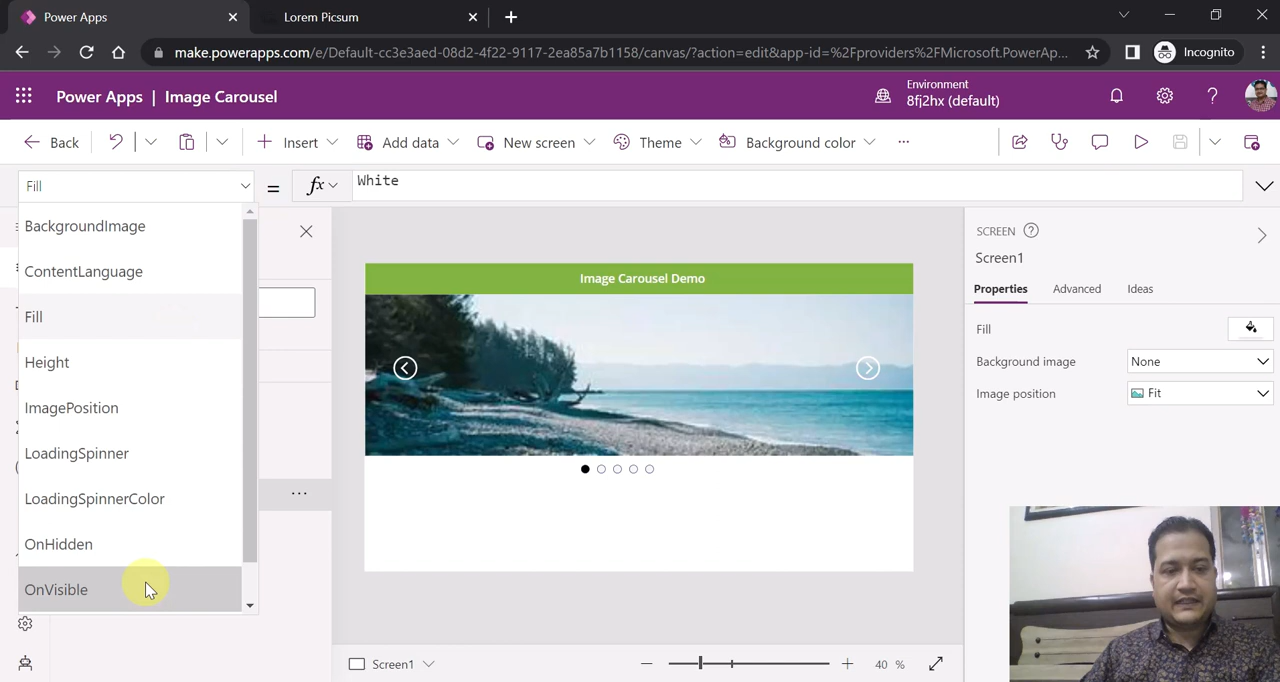 Power Apps
Lorem Picsum
make.powerapps.com/e/Default-cc3e3aed-08d2-4f22-9117-2ea85a7b1158/canvas/?action=edit&app-id=%2Fproviders%2FMicrosoft.PowerAp...
Incognito
Power Apps | Image Carousel
Environment
8fj2hx (default)
Back
Insert
Add data
New screen
Theme
Background color
Fill
=
fx
White
BackgroundImage
ContentLanguage
Fill
Height
ImagePosition
LoadingSpinner
LoadingSpinnerColor
OnHidden
OnVisible
Image Carousel Demo
SCREEN
Screen1
Properties
Advanced
Ideas
Fill
Background image
None
Image position
Fit
Screen1
40 %